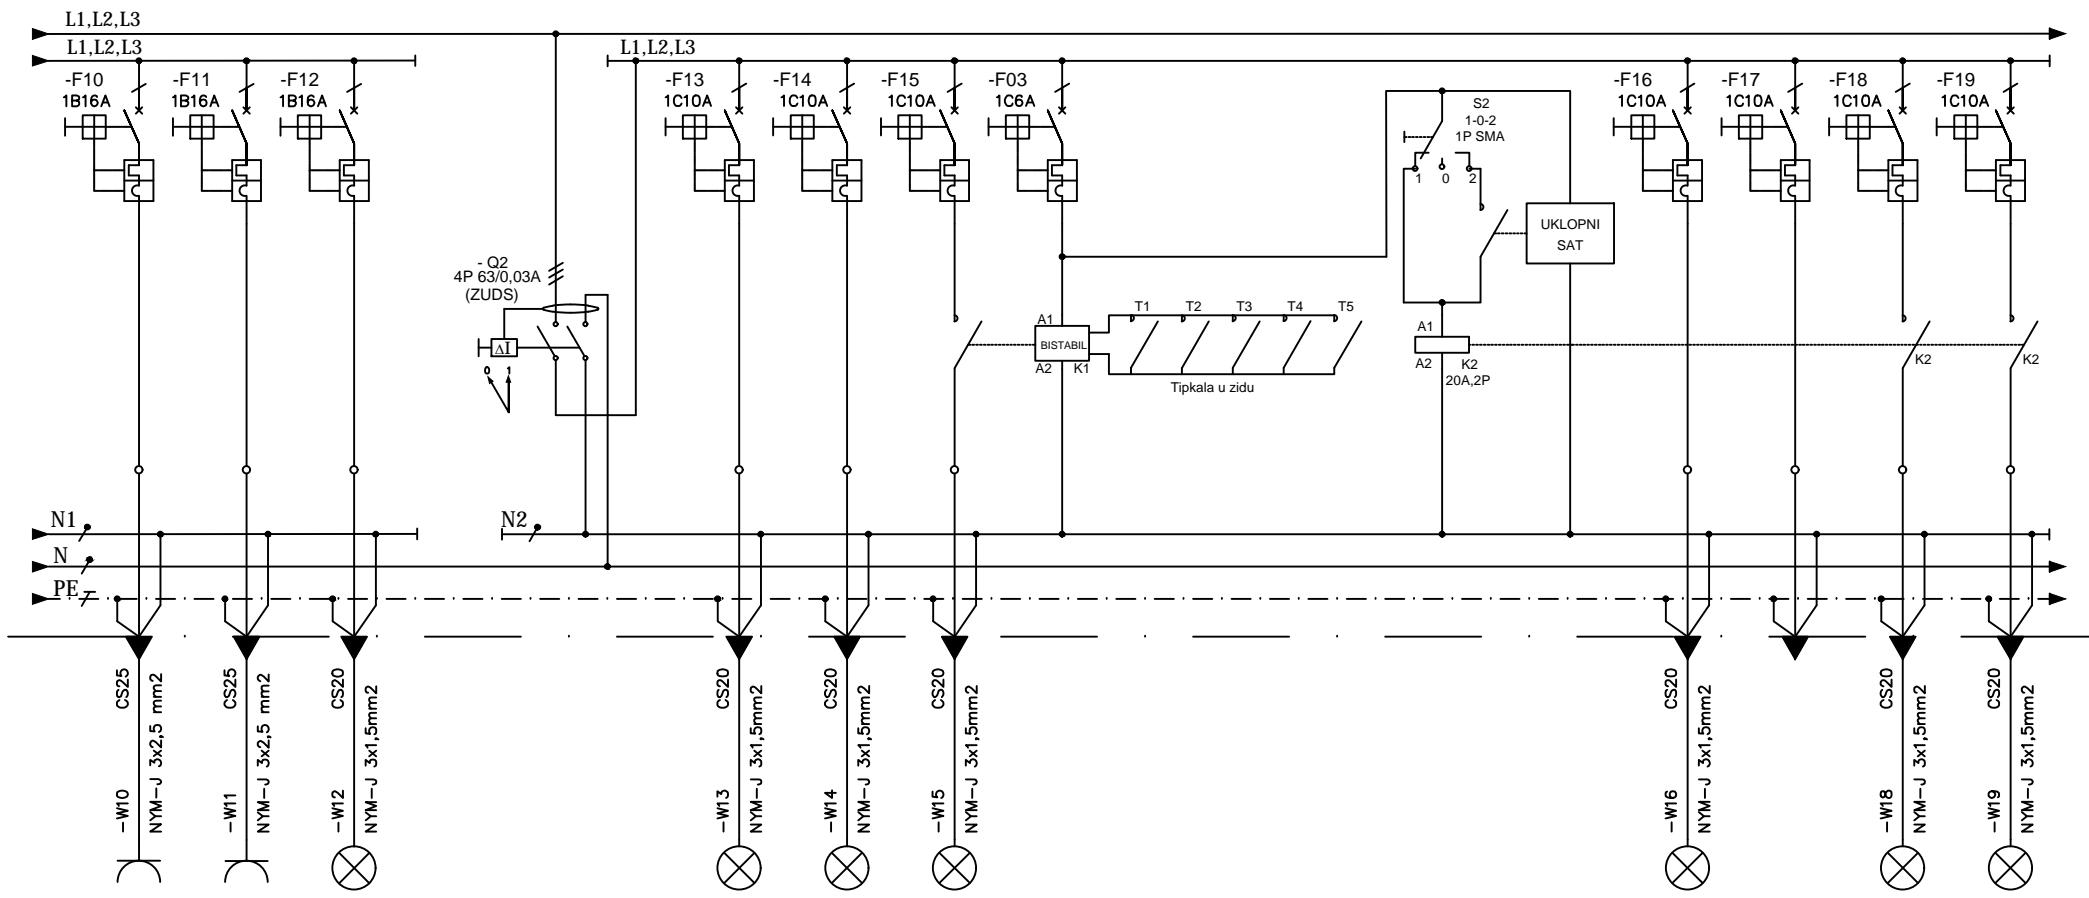 L1,L2,L3
L1,L2,L3
L1,L2,L3
-F10
1B16A
-F11
1B16A
-F12
1B16A
-F13
1C10A
-F14
1C10A
-F15
1C10A
-F03
1C6A
S2
1-0-2
1P SMA
1
0
2
-F16
1C10A
-F17
1C10A
-F18
1C10A
-F19
1C10A
UKLOPNI
SAT
- Q2
4P 63/0,03A
(ZUDS)
ΔI
0
1
A1
BISTABIL
A2
K1
T1
T2
T3
T4
T5
Tipkala u zidu
A1
A2
K2
20A,2P
K2
K2
N1
N2
N
PE
-W10
CS25
NYM-J 3x2,5 mm2
-W11
CS25
NYM-J 3x2,5 mm2
-W12
CS20
NYM-J 3x1,5mm2
-W13
CS20
NYM-J 3x1,5mm2
-W14
CS20
NYM-J 3x1,5mm2
-W15
CS20
NYM-J 3x1,5mm2
-W16
CS20
NYM-J 3x1,5mm2
-W18
CS20
NYM-J 3x1,5mm2
-W19
CS20
NYM-J 3x1,5mm2